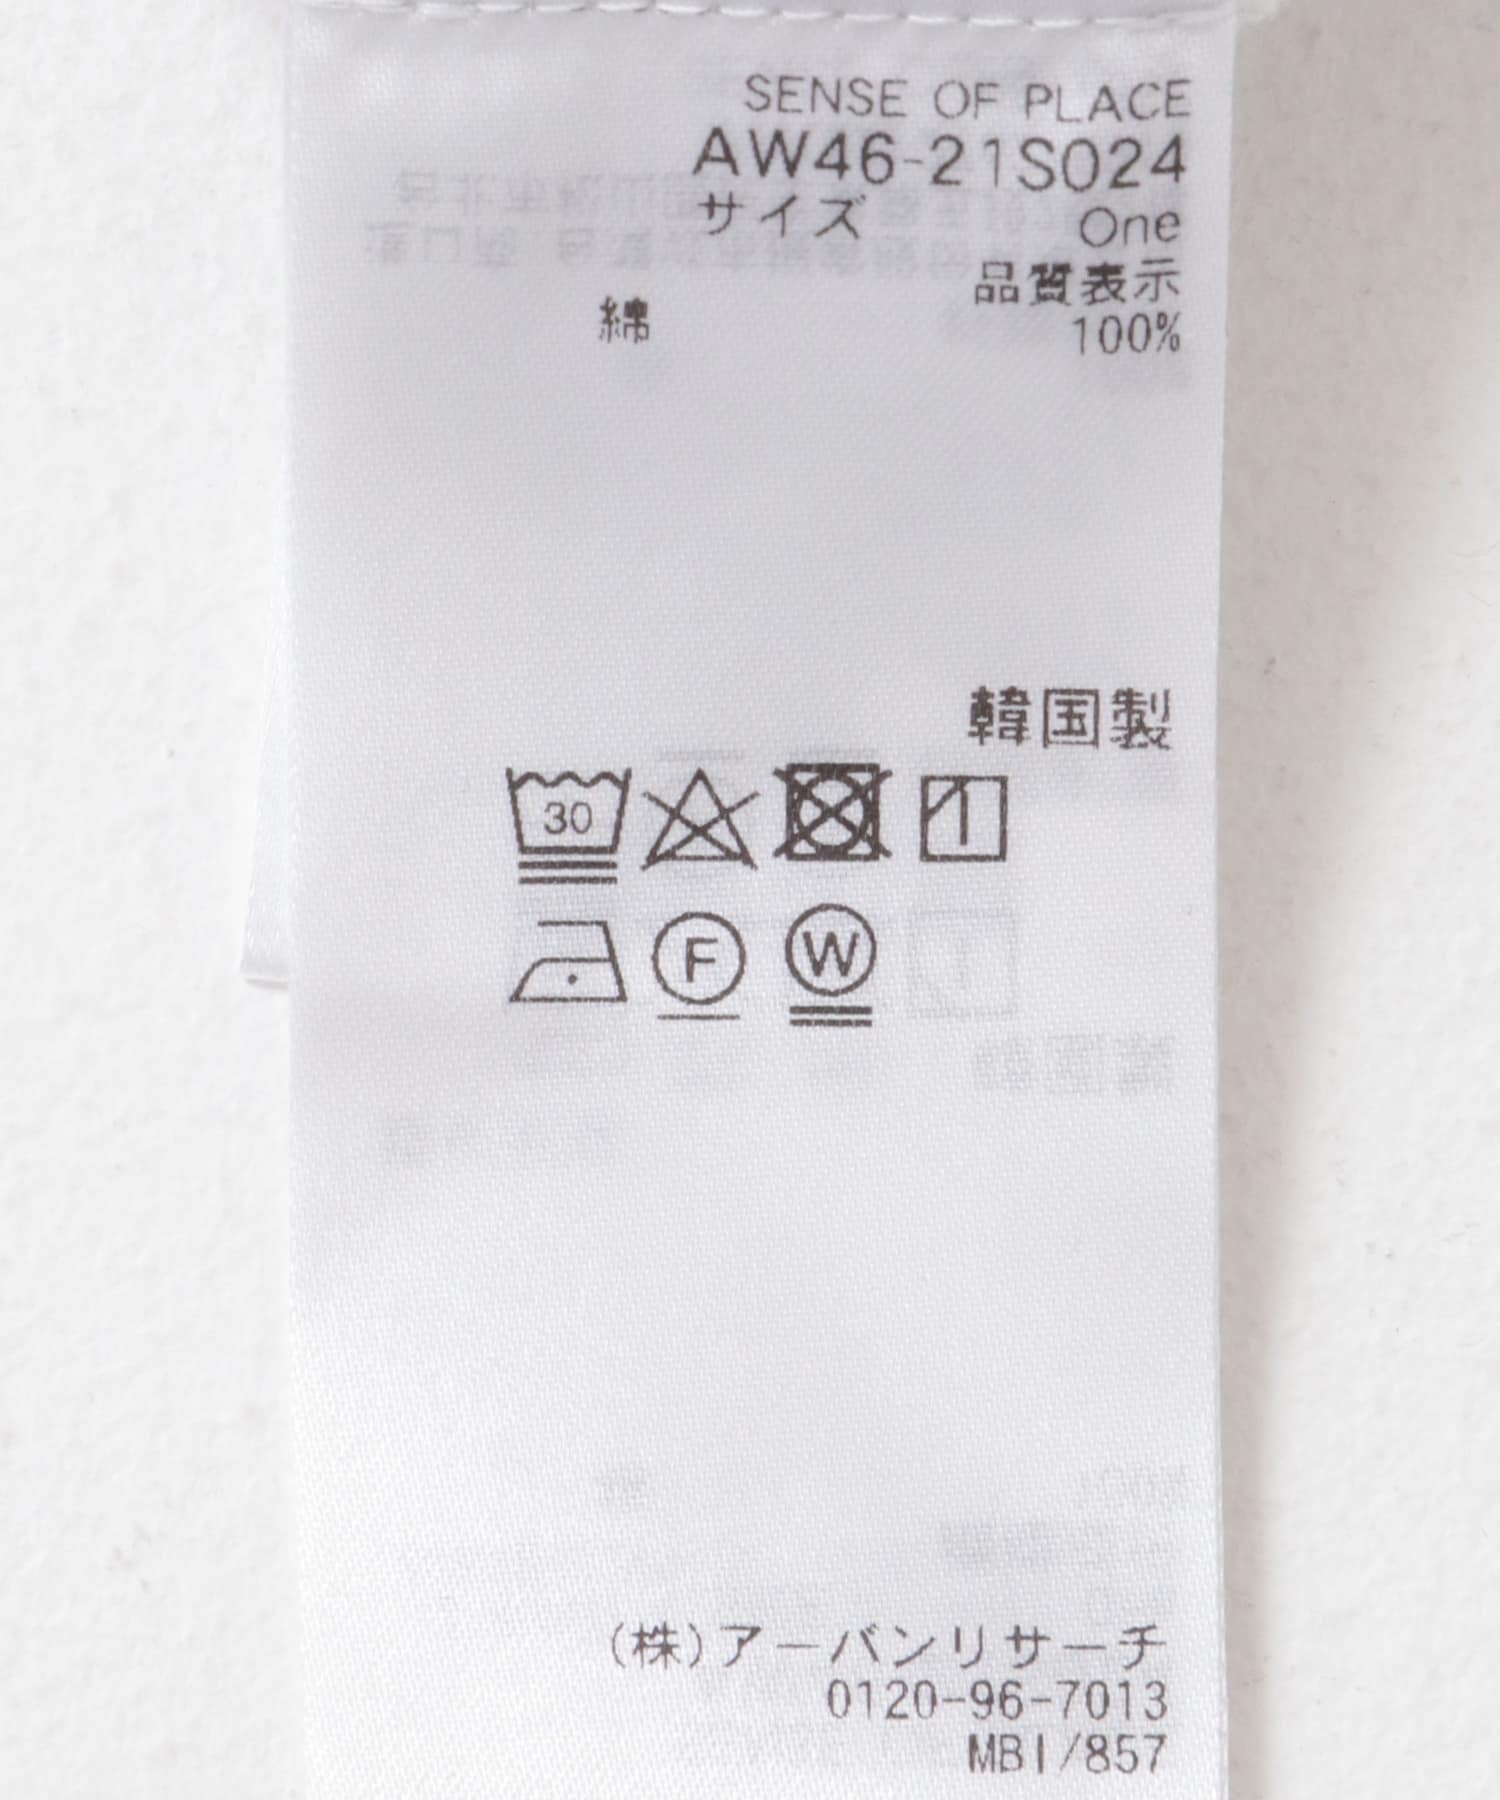 SENSE OF PLACE
AW46-21S024
サイズ One
品質表示
綿 100%
韓国製
30
F W
(株)アーバンリサーチ
0120-96-7013
MBI/857